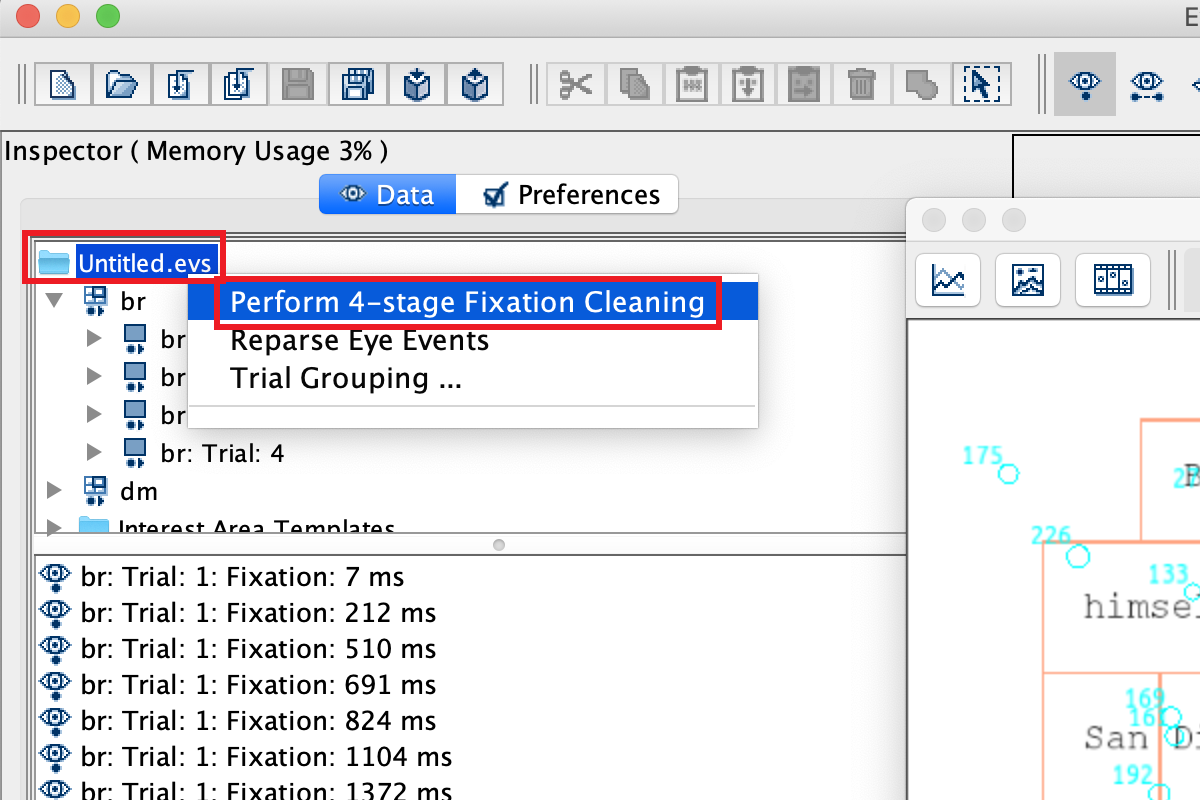 E
Inspector ( Memory Usage 3% )
Data
Preferences
Untitled.evs
br
Perform 4-stage Fixation Cleaning
br
Reparse Eye Events
br
Trial Grouping ...
br
br: Trial: 4
dm
Interest Area Templates
br: Trial: 1: Fixation: 7 ms
br: Trial: 1: Fixation: 212 ms
br: Trial: 1: Fixation: 510 ms
br: Trial: 1: Fixation: 691 ms
br: Trial: 1: Fixation: 824 ms
br: Trial: 1: Fixation: 1104 ms
br: Trial: 1: Fixation: 1372 ms
175
226
133
himsel
169
San Di
192